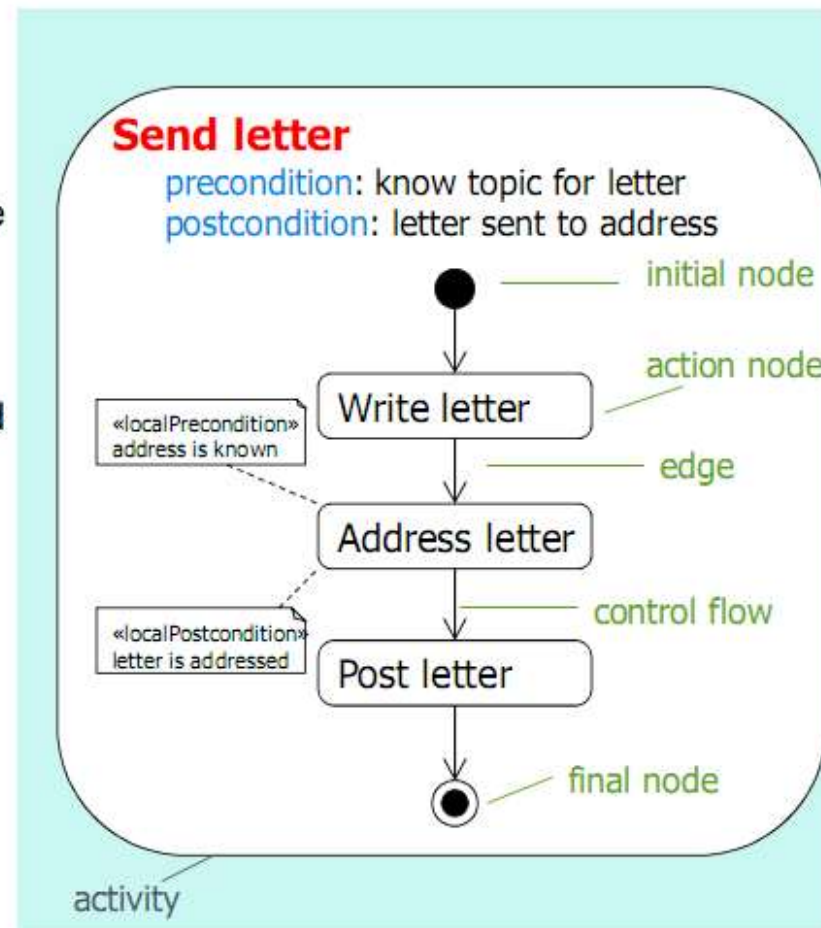 Send letter
precondition: know topic for letter
postcondition: letter sent to address
initial node
action node
Write letter
«localPrecondition»
address is known
edge
Address letter
control flow
«localPostcondition»
letter is addressed
Post letter
final node
activity